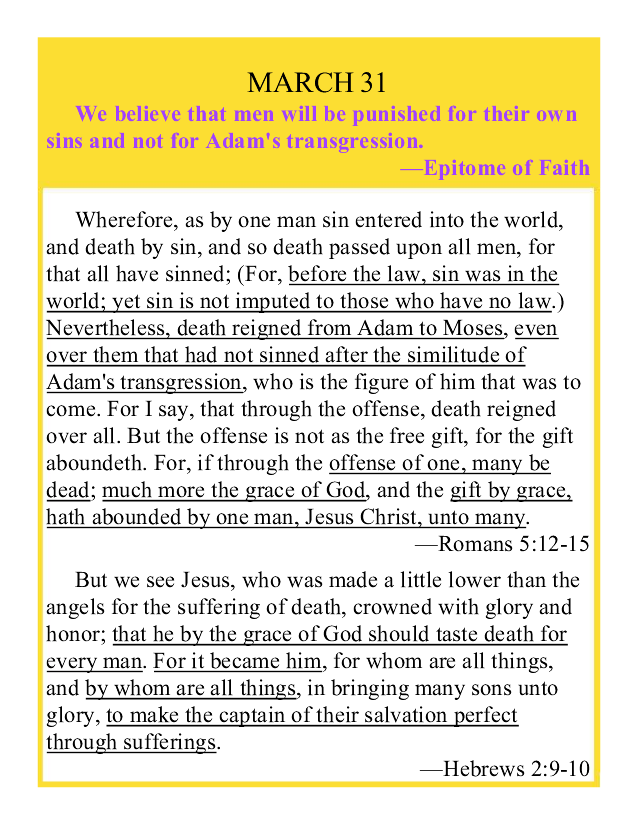 MARCH 31
We believe that men will be punished for their own
sins and not for Adam's transgression.
—Epitome of Faith
Wherefore, as by one man sin entered into the world,
and death by sin, and so death passed upon all men, for
that all have sinned; (For, before the law, sin was in the
world; yet sin is not imputed to those who have no law.)
Nevertheless, death reigned from Adam to Moses, even
over them that had not sinned after the similitude of
Adam's transgression, who is the figure of him that was to
come. For I say, that through the offense, death reigned
over all. But the offense is not as the free gift, for the gift
aboundeth. For, if through the offense of one, many be
dead; much more the grace of God, and the gift by grace,
hath abounded by one man, Jesus Christ, unto many.
—Romans 5:12-15
But we see Jesus, who was made a little lower than the
angels for the suffering of death, crowned with glory and
honor; that he by the grace of God should taste death for
every man. For it became him, for whom are all things,
and by whom are all things, in bringing many sons unto
glory, to make the captain of their salvation perfect
through sufferings.
—Hebrews 2:9-10